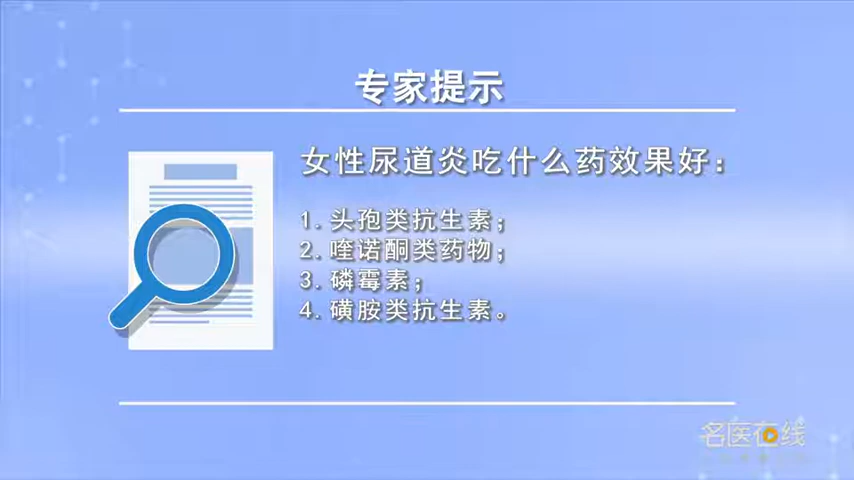 专家提示
女性尿道炎吃什么药效果好：
1.头孢类抗生素；
2.喹诺酮类药物；
3.磷霉素；
4.磺胺类抗生素。
名医在线